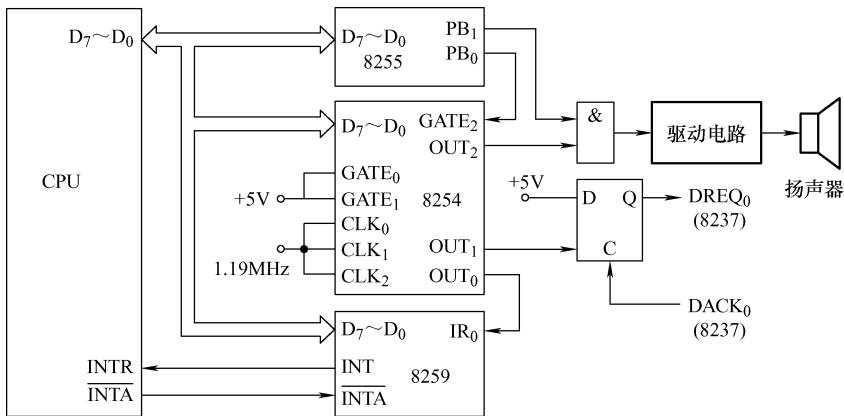 CPU
D7～D0
INTR
INTA
D7～D0
8255
PB1
PB0
D7～D0
GATE2
OUT2
GATE0
GATE1
8254
CLK0
CLK1
CLK2
OUT1
OUT0
+5V
1.19MHz
D7～D0
IR0
INT
8259
INTA
&
驱动电路
扬声器
+5V
D
Q
C
DREQ0
(8237)
DACK0
(8237)